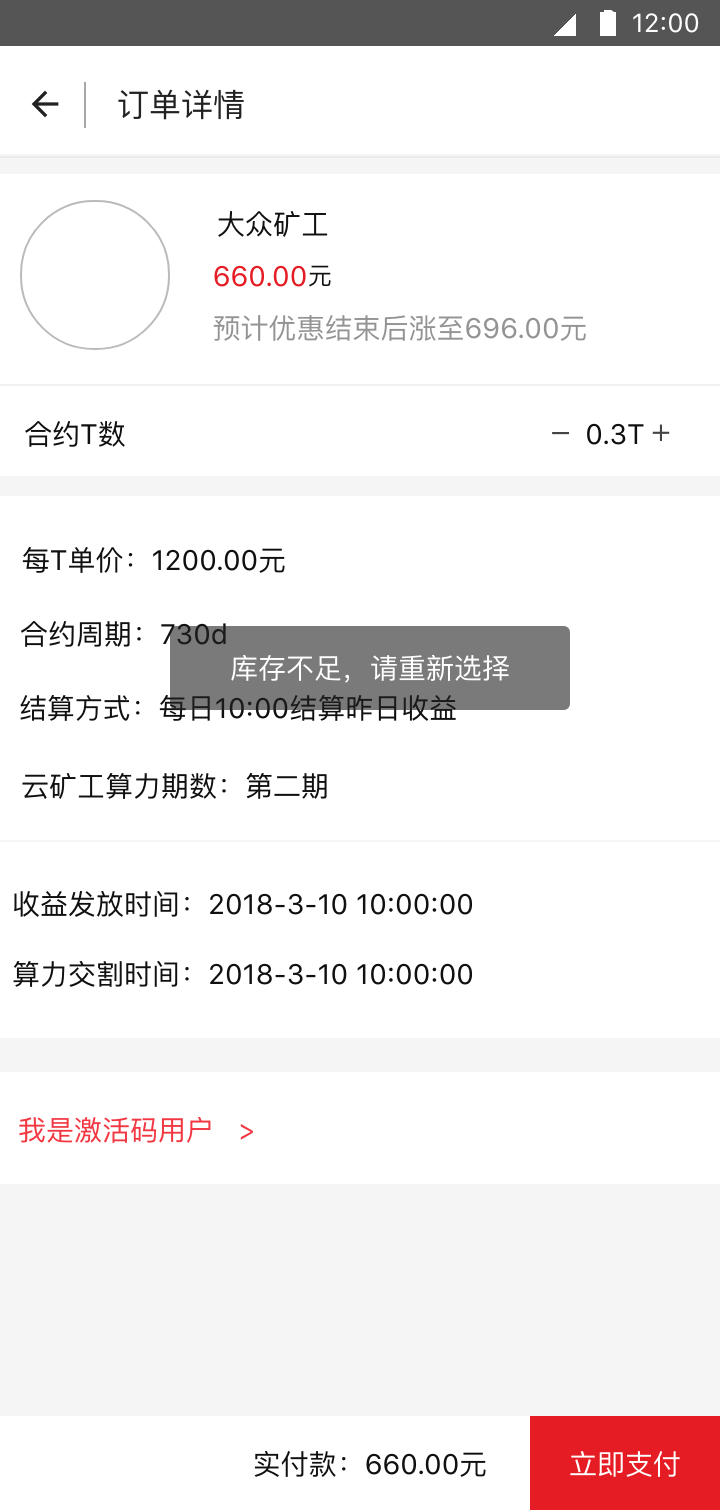 12:00
订单详情
大众矿工
660.00元
预计优惠结束后涨至696.00元
合约T数 － 0.3T＋
每T单价：1200.00元
合约周期：730d
库存不足，请重新选择
结算方式：每日10:00结算昨日收益
云矿工算力期数：第二期
收益发放时间：2018-3-10 10:00:00
算力交割时间：2018-3-10 10:00:00
我是激活码用户 >
实付款：660.00元 立即支付